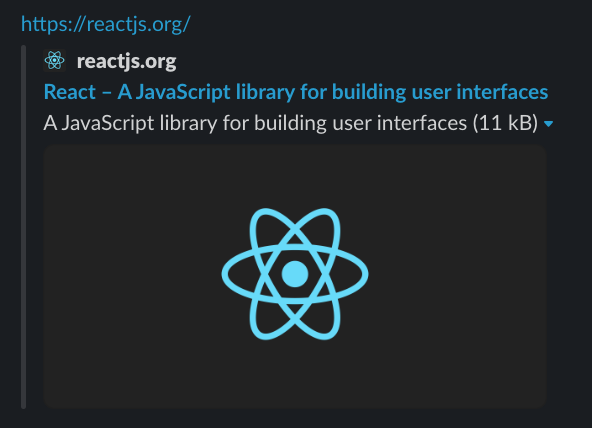 https://reactjs.org/
reactjs.org
React – A JavaScript library for building user interfaces
A JavaScript library for building user interfaces (11 kB)